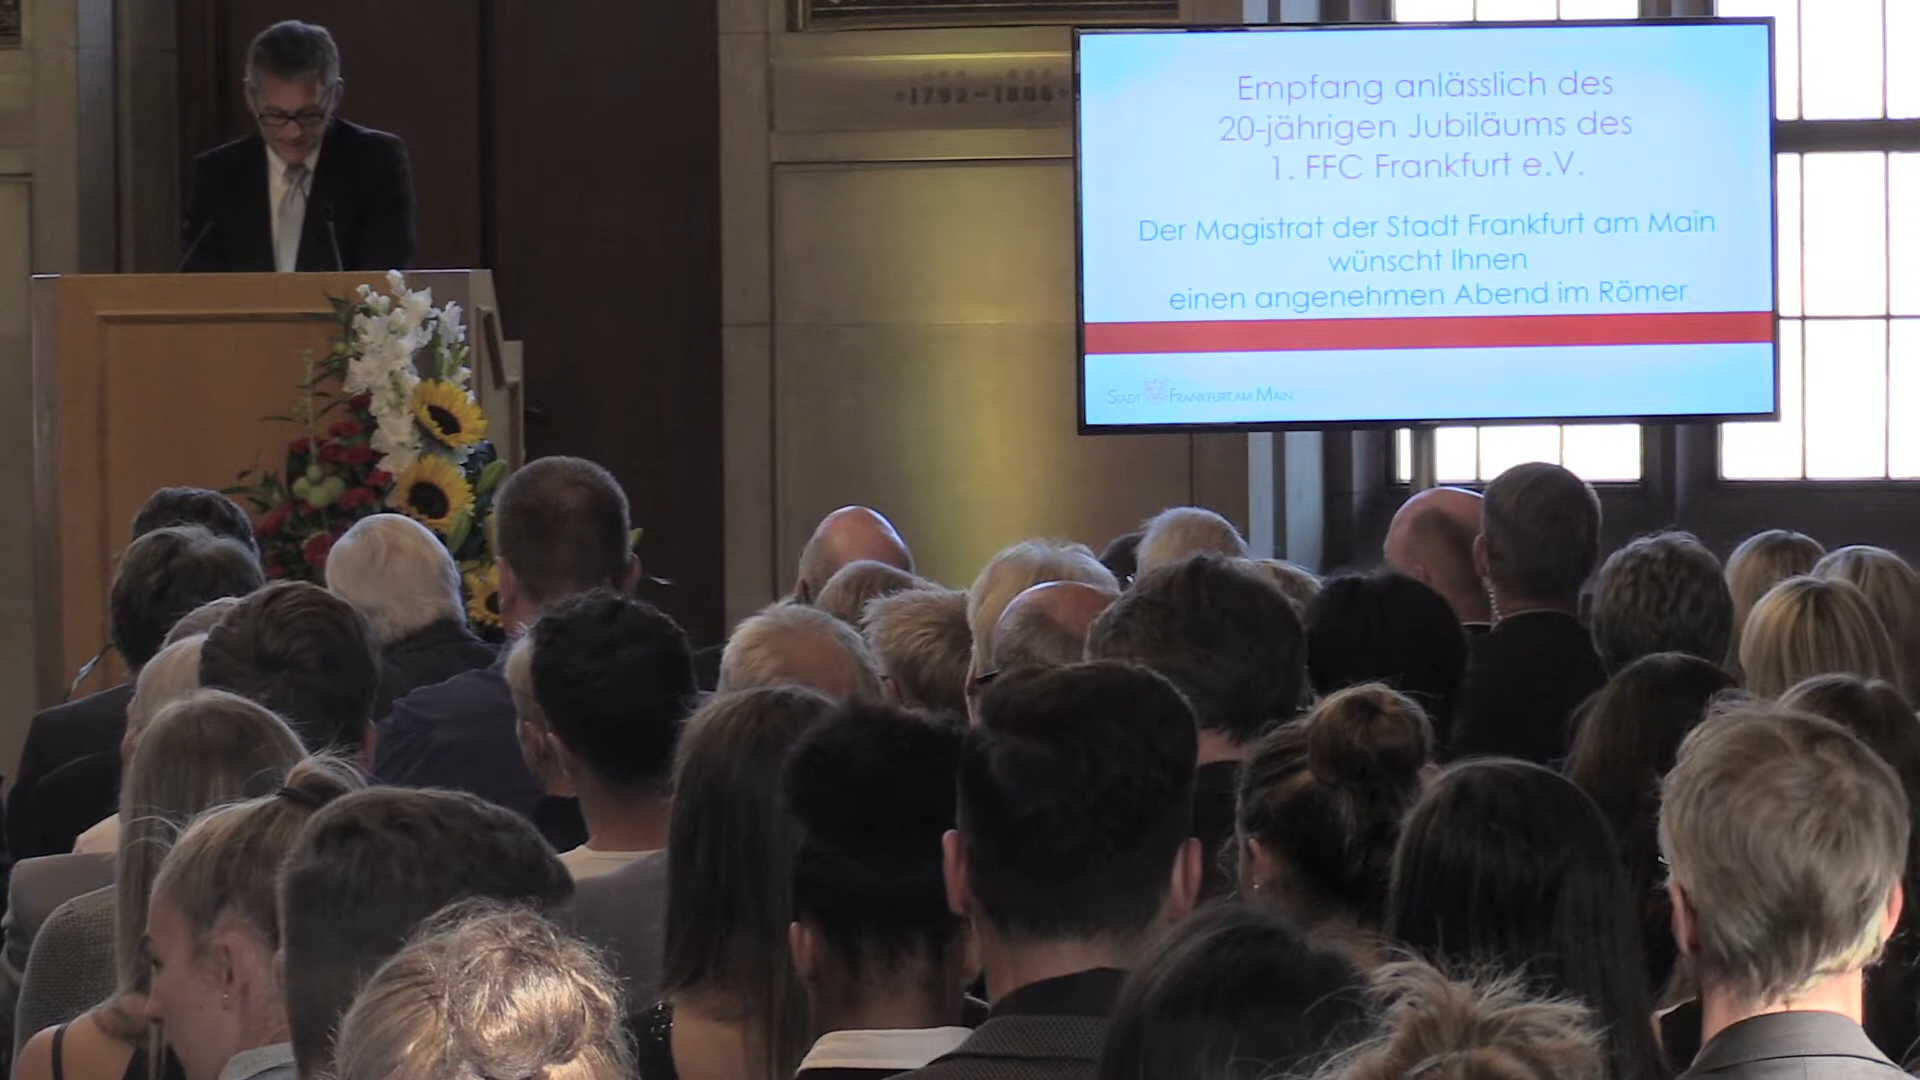 1792-1806
Empfang anlässlich des
20-jährigen Jubiläums des
1. FFC Frankfurt e.V.
Der Magistrat der Stadt Frankfurt am Main
wünscht Ihnen
einen angenehmen Abend im Römer
STADT FRANKFURT AM MAIN